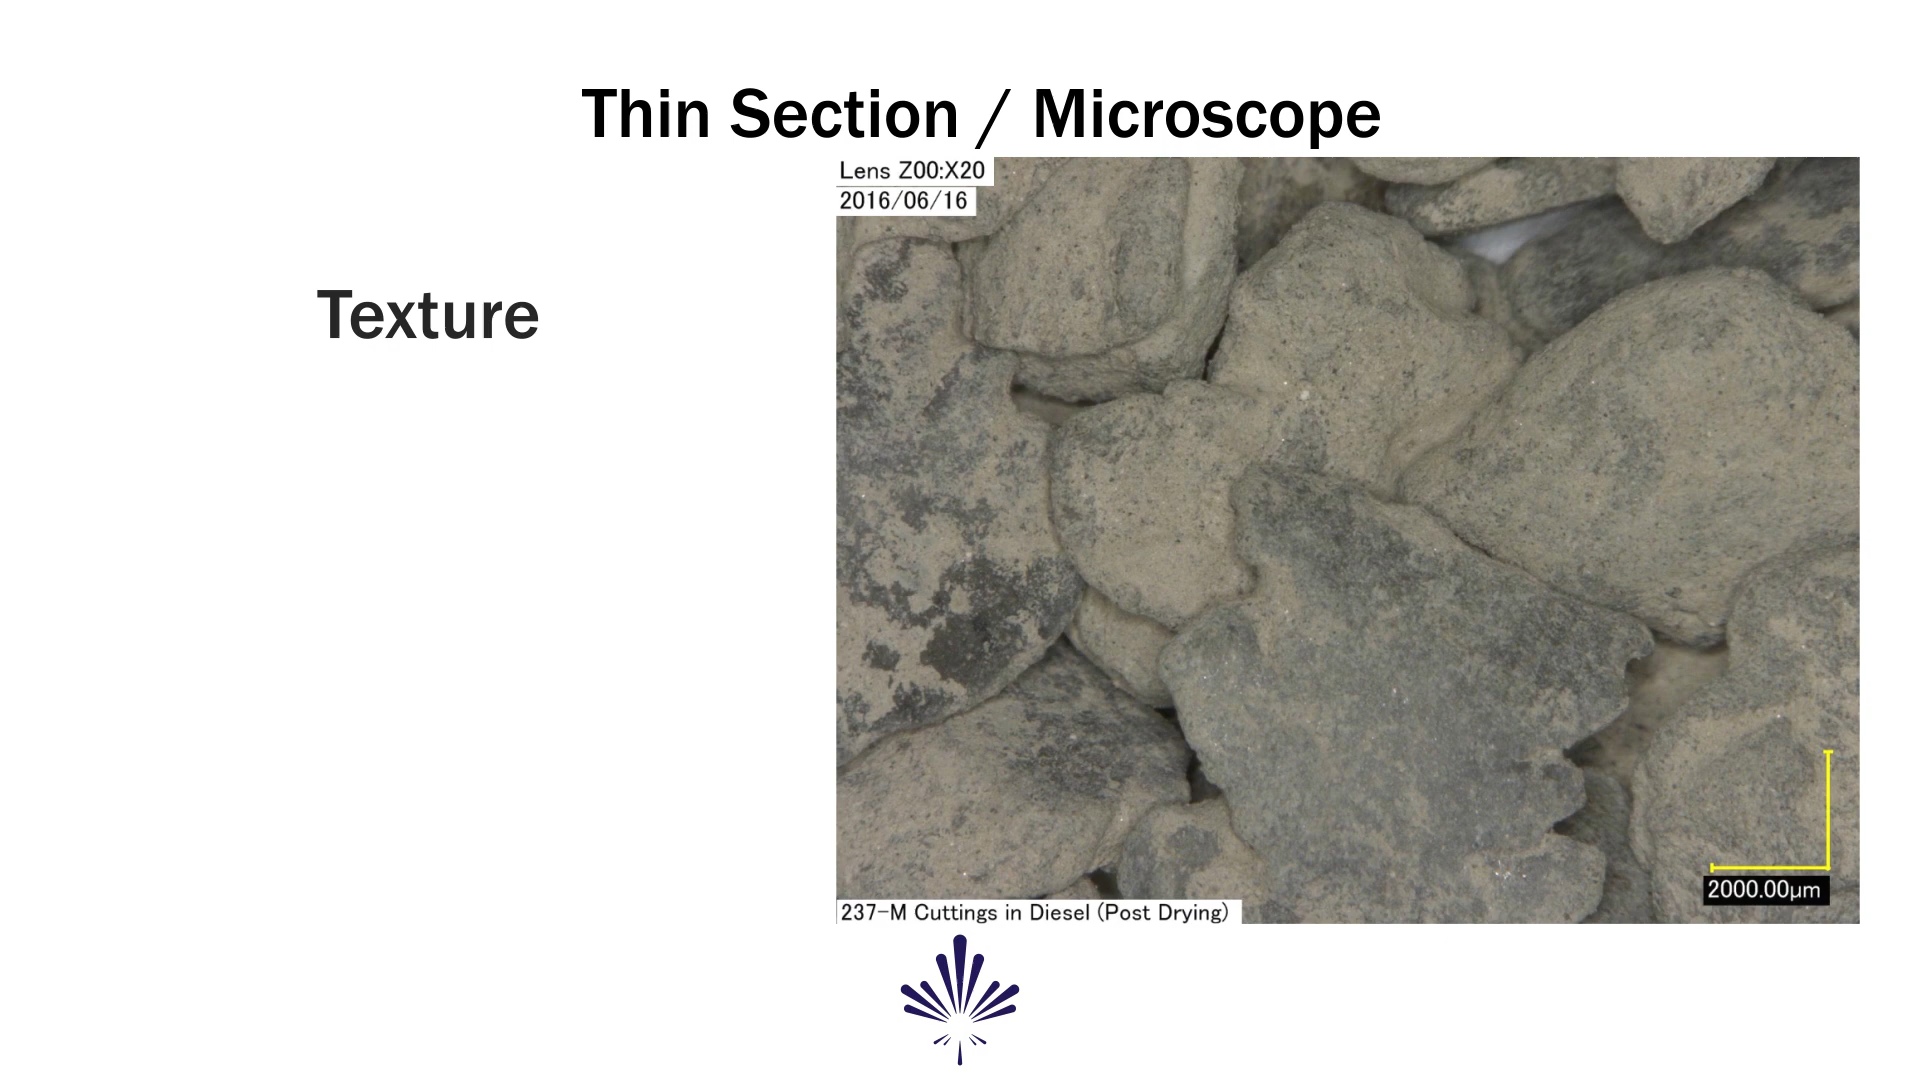 Thin Section / Microscope
Lens Z00:X20
2016/06/16
Texture
2000.00µm
237-M Cuttings in Diesel (Post Drying)